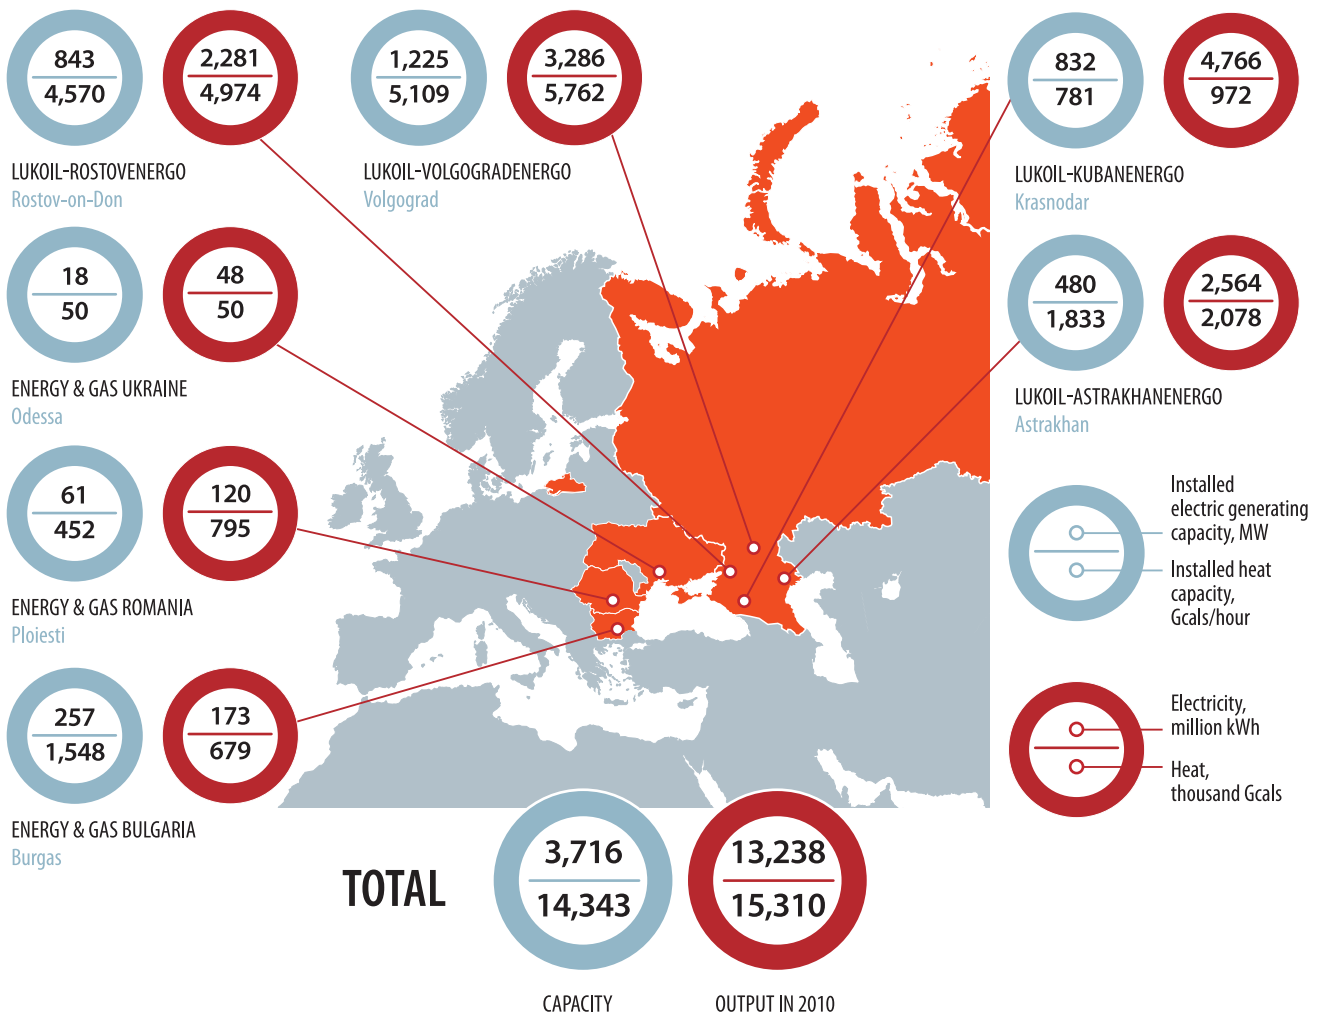 843
4,570
2,281
4,974
LUKOIL-ROSTOVENERGO
Rostov-on-Don
1,225
5,109
3,286
5,762
LUKOIL-VOLGOGRADENERGO
Volgograd
832
781
4,766
972
LUKOIL-KUBANENERGO
Krasnodar
18
50
48
50
ENERGY & GAS UKRAINE
Odessa
480
1,833
2,564
2,078
LUKOIL-ASTRAKHANENERGO
Astrakhan
61
452
120
795
ENERGY & GAS ROMANIA
Ploiesti
Installed
electric generating
capacity, MW
Installed heat
capacity,
Gcals/hour
257
1,548
173
679
ENERGY & GAS BULGARIA
Burgas
Electricity,
million kWh
Heat,
thousand Gcals
TOTAL
3,716
14,343
CAPACITY
13,238
15,310
OUTPUT IN 2010